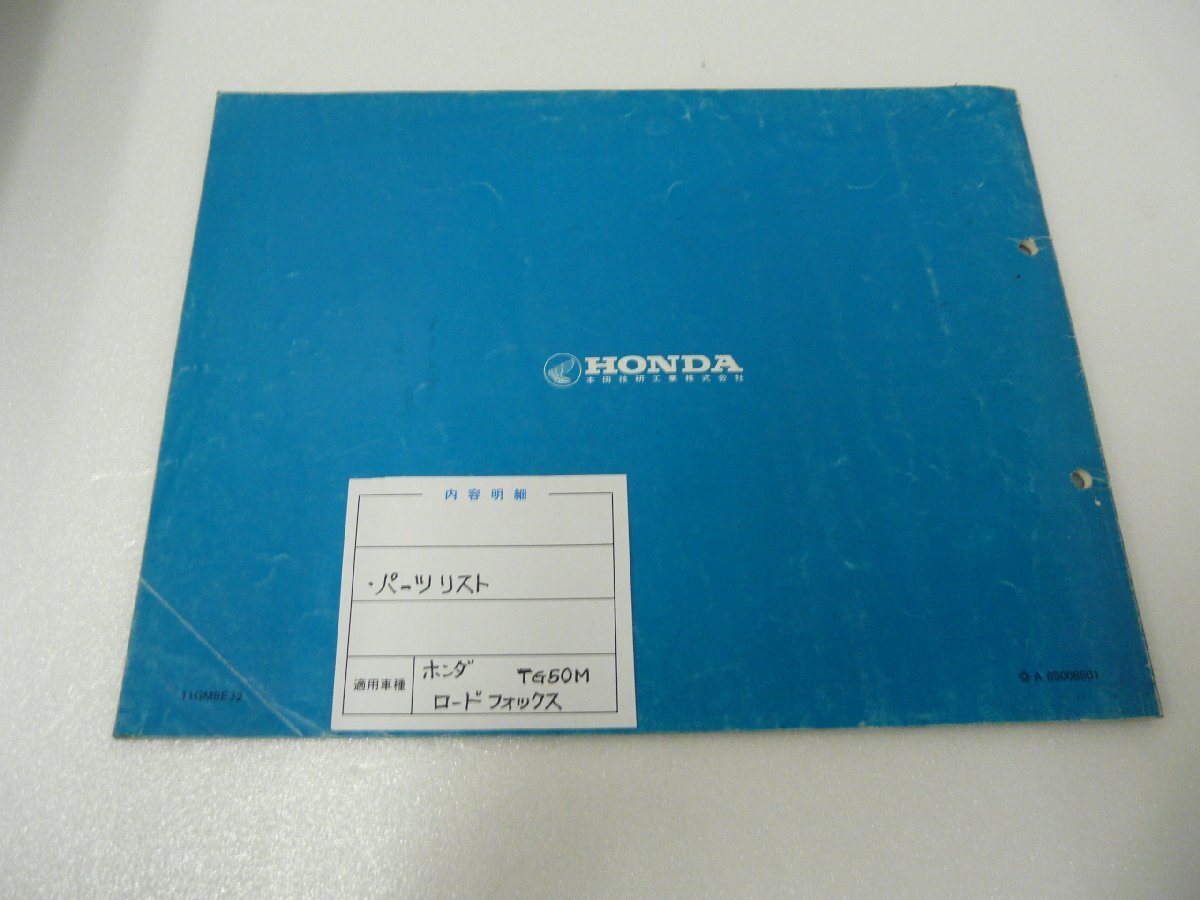 HONDA
本田技研工業株式会社
内容明細
・パーツリスト
適用車種
ホンダ TG50M
ロードフォックス
11GM8EJ2
Ⓒ A 85008501